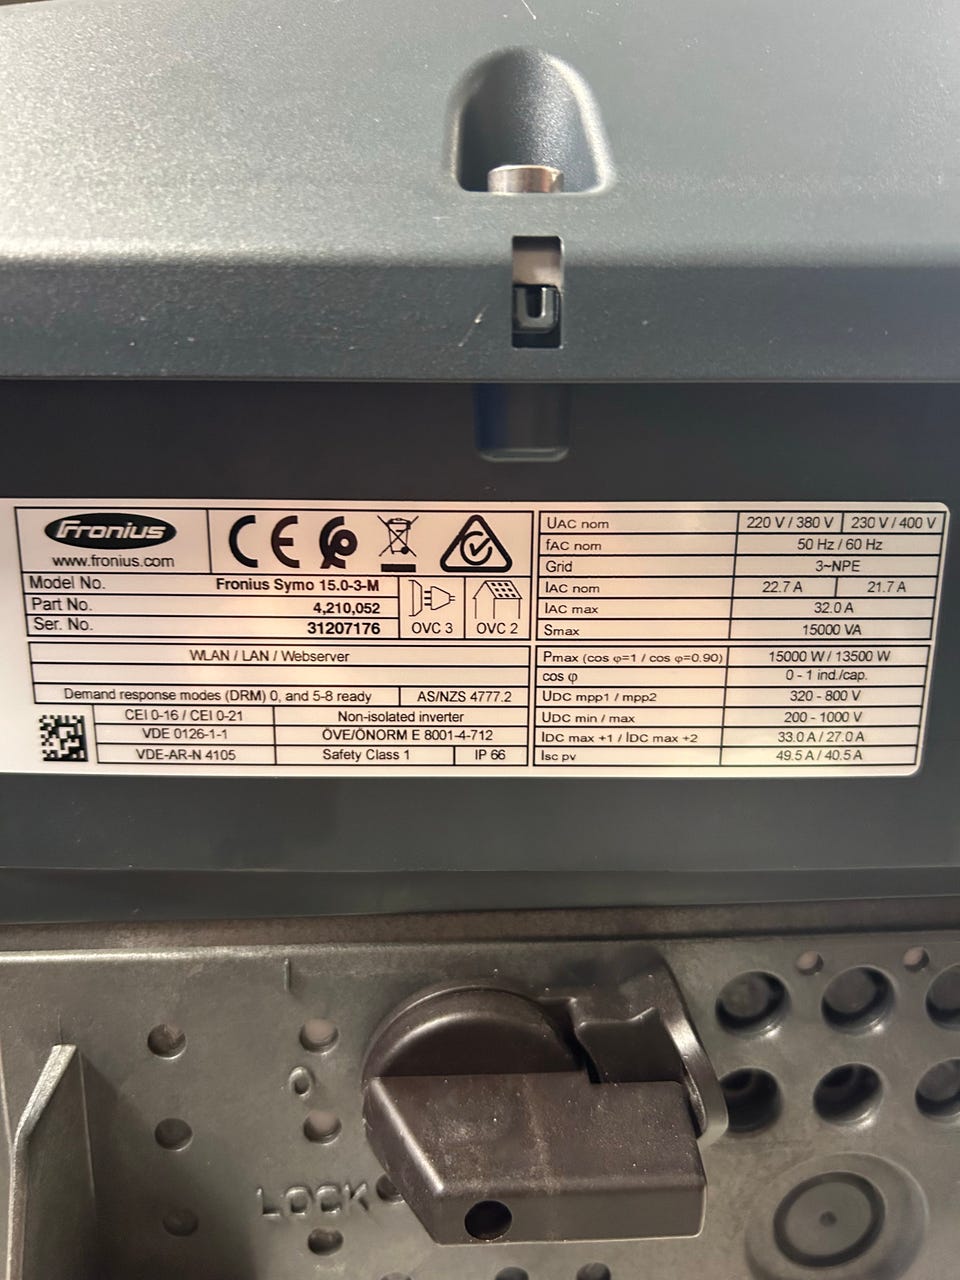 Fronius
www.fronius.com
CE
Model No. Fronius Symo 15.0-3-M
Part No. 4,210,052
Ser. No. 31207176
OVC 3 OVC 2
WLAN / LAN / Webserver
Demand response modes (DRM) 0, and 5-8 ready AS/NZS 4777.2
CEI 0-16 / CEI 0-21 Non-isolated inverter
VDE 0126-1-1 ÖVE/ÖNORM E 8001-4-712
VDE-AR-N 4105 Safety Class 1 IP 66
UAC nom 220 V / 380 V 230 V / 400 V
fAC nom 50 Hz / 60 Hz
Grid 3~NPE
IAC nom 22.7 A 21.7 A
IAC max 32.0 A
Smax 15000 VA
Pmax (cos φ=1 / cos φ=0.90) 15000 W / 13500 W
cos φ 0 - 1 ind./cap.
UDC mpp1 / mpp2 320 - 800 V
UDC min / max 200 - 1000 V
IDC max +1 / IDC max +2 33.0 A / 27.0 A
Isc pv 49.5 A / 40.5 A
I
O
LOCK